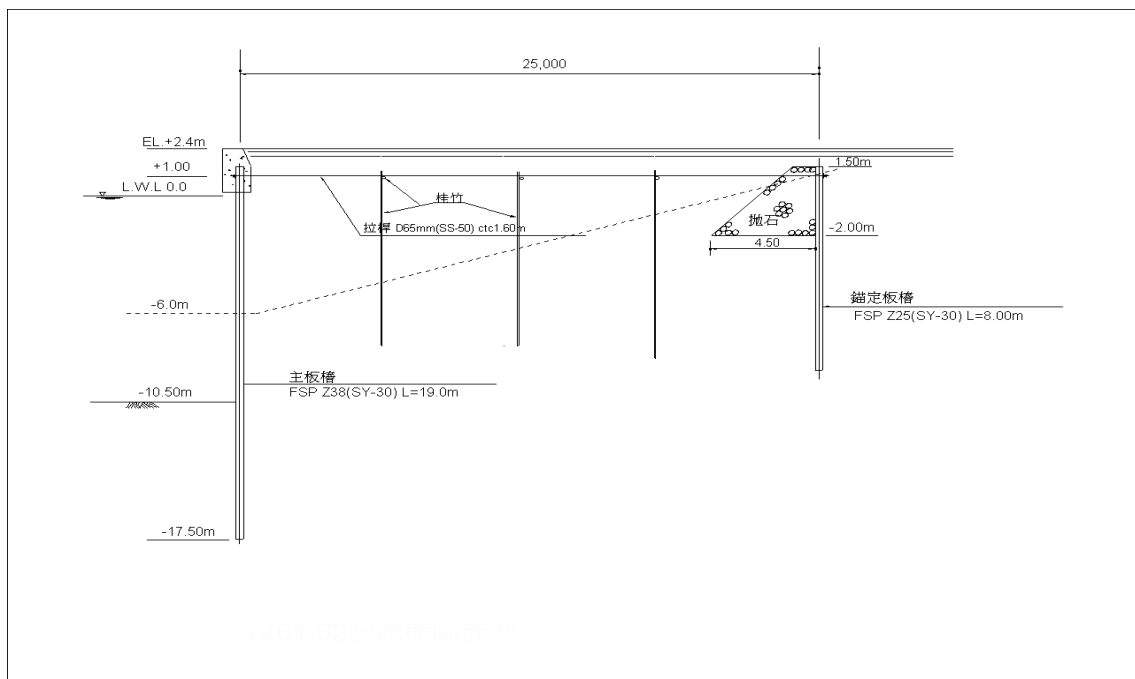 25,000
EL.+2.4m
+1.00
L.W.L 0.0
1.50m
桂竹
拋石
拉桿 D65mm(SS-50) ctc1.60m
-2.00m
4.50
-6.0m
錨定板樁
FSP Z25(SY-30) L=8.00m
主板樁
FSP Z38(SY-30) L=19.0m
-10.50m
-17.50m